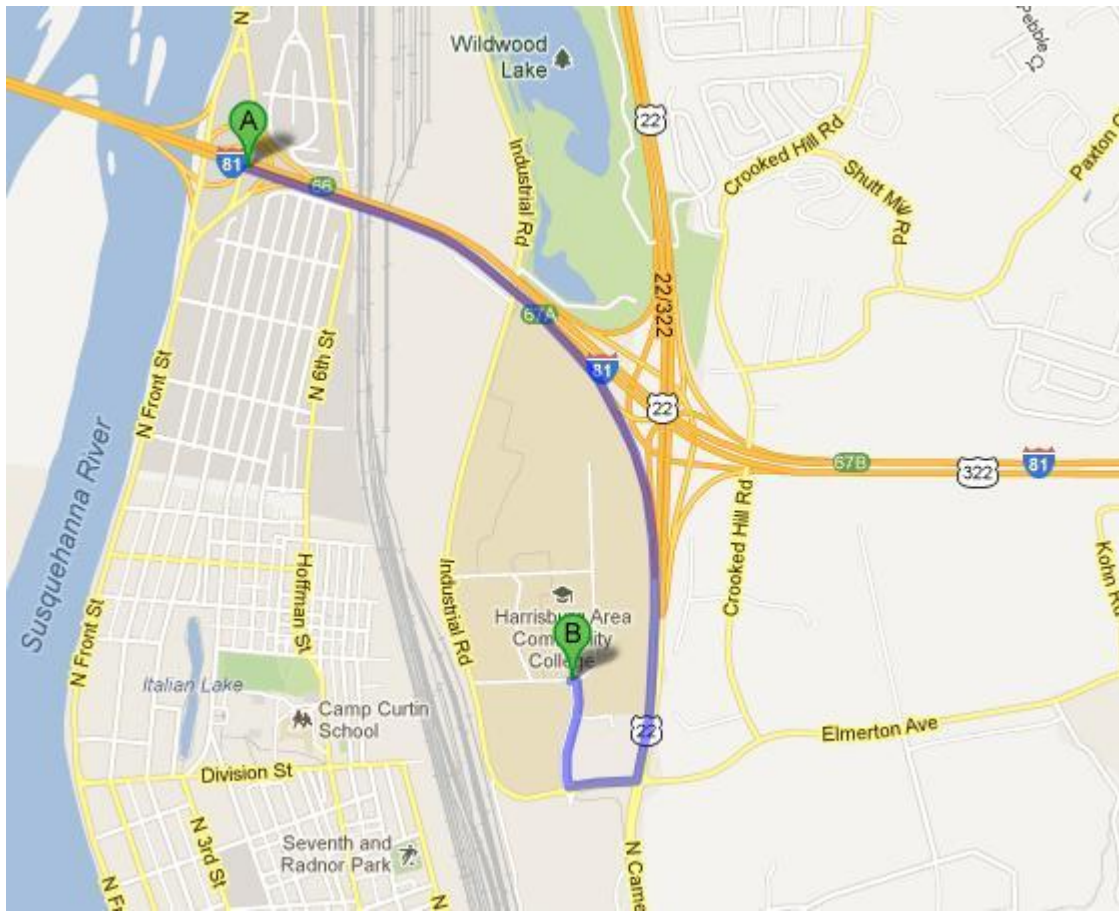 N
Pebble
Wildwood
Lake
22
Crooked Hill Rd
Paxton C
A
81
66
Industrial Rd
Shutt Mill Rd
22/322
67A
N 6th St
N Front St
81
22
67B
322
81
Susquehanna River
Crooked Hill Rd
Hoffman St
Industrial Rd
Kohn Rd
Harrisburg Area
Community
College
B
N Front St
Italian Lake
Camp Curtin
School
22
Elmerton Ave
Division St
N 3rd St
Seventh and
Radnor Park
N Came
N Fr
N